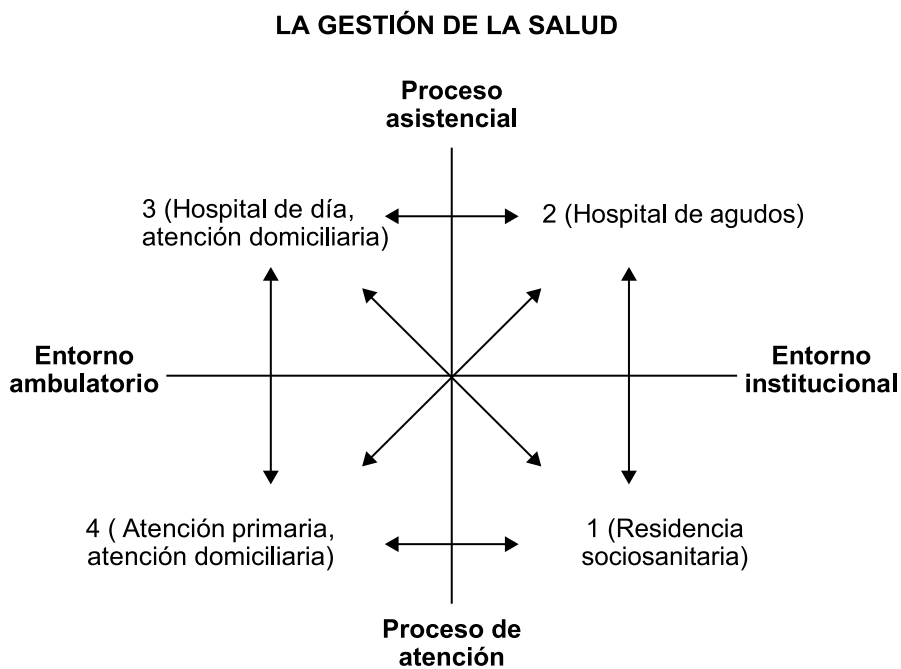 LA GESTIÓN DE LA SALUD
Proceso
asistencial
3 (Hospital de día,
atención domiciliaria)
2 (Hospital de agudos)
Entorno
ambulatorio
Entorno
institucional
4 ( Atención primaria,
atención domiciliaria)
1 (Residencia
sociosanitaria)
Proceso de
atención